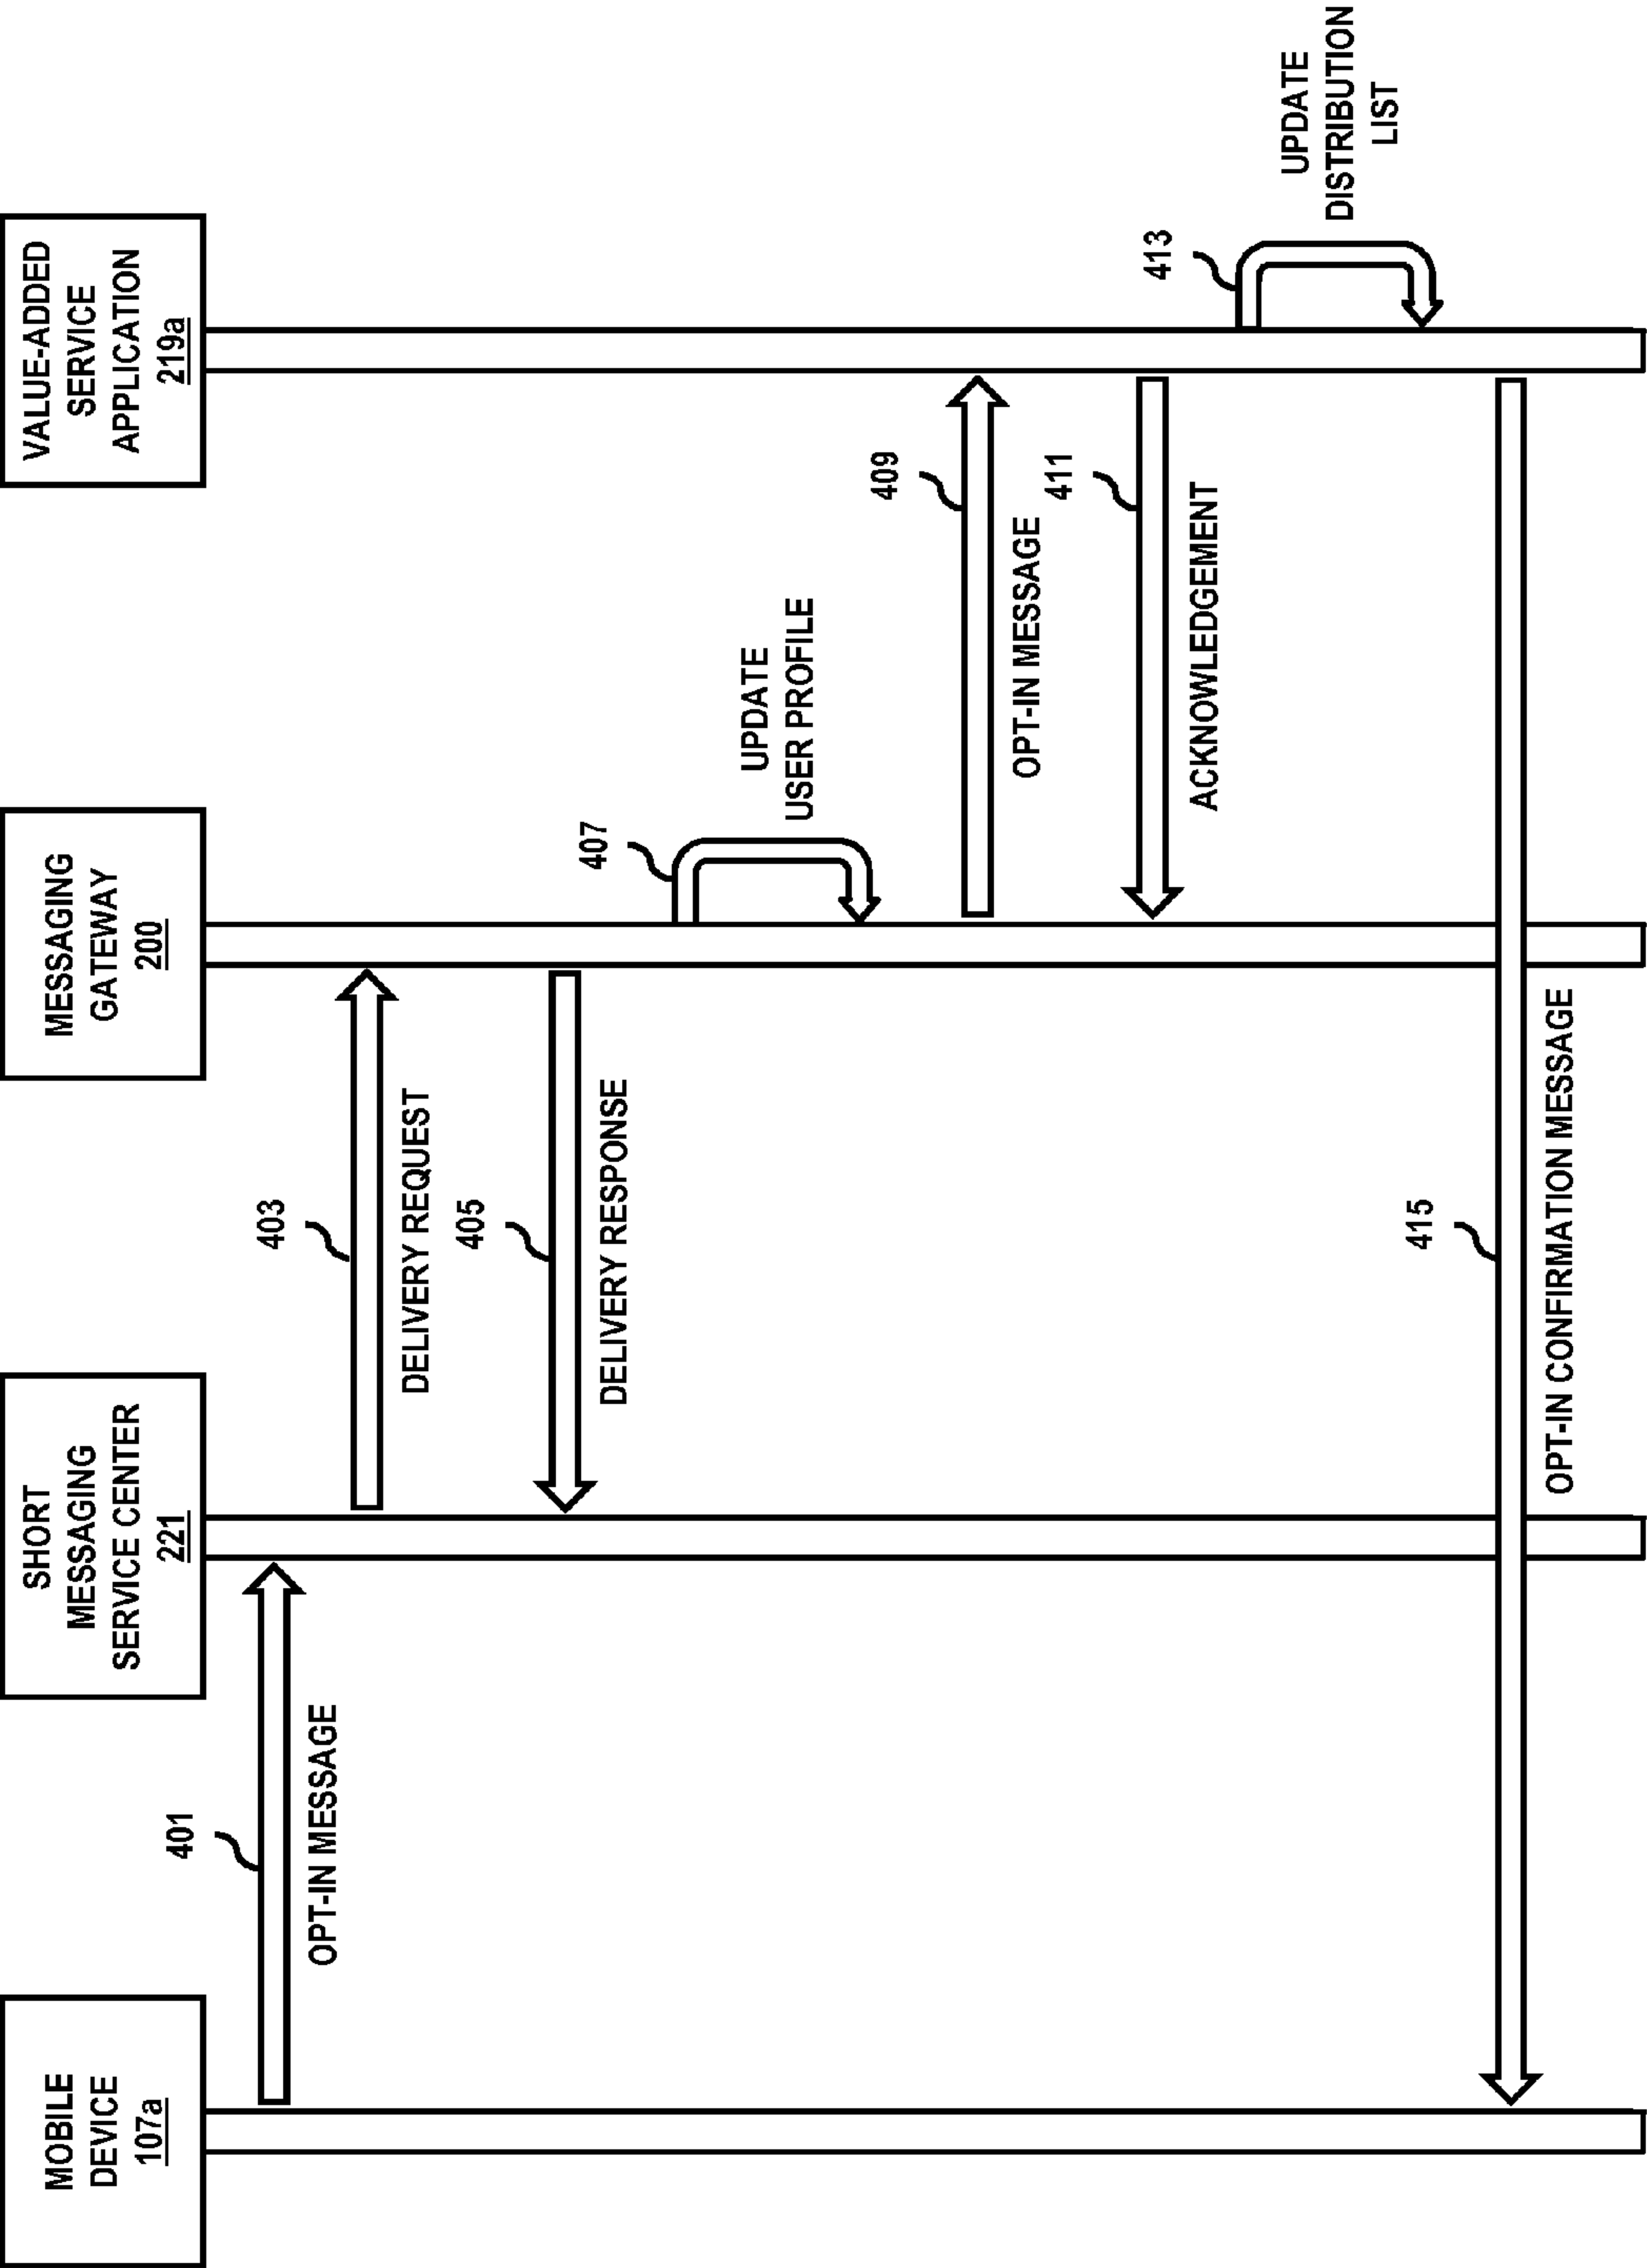 MOBILE
DEVICE
107a
SHORT
MESSAGING
SERVICE CENTER
221
MESSAGING
GATEWAY
200
VALUE-ADDED
SERVICE
APPLICATION
219a
401
OPT-IN MESSAGE
403
DELIVERY REQUEST
405
DELIVERY RESPONSE
407
UPDATE
USER PROFILE
409
OPT-IN MESSAGE
411
ACKNOWLEDGEMENT
413
UPDATE
DISTRIBUTION
LIST
415
OPT-IN CONFIRMATION MESSAGE